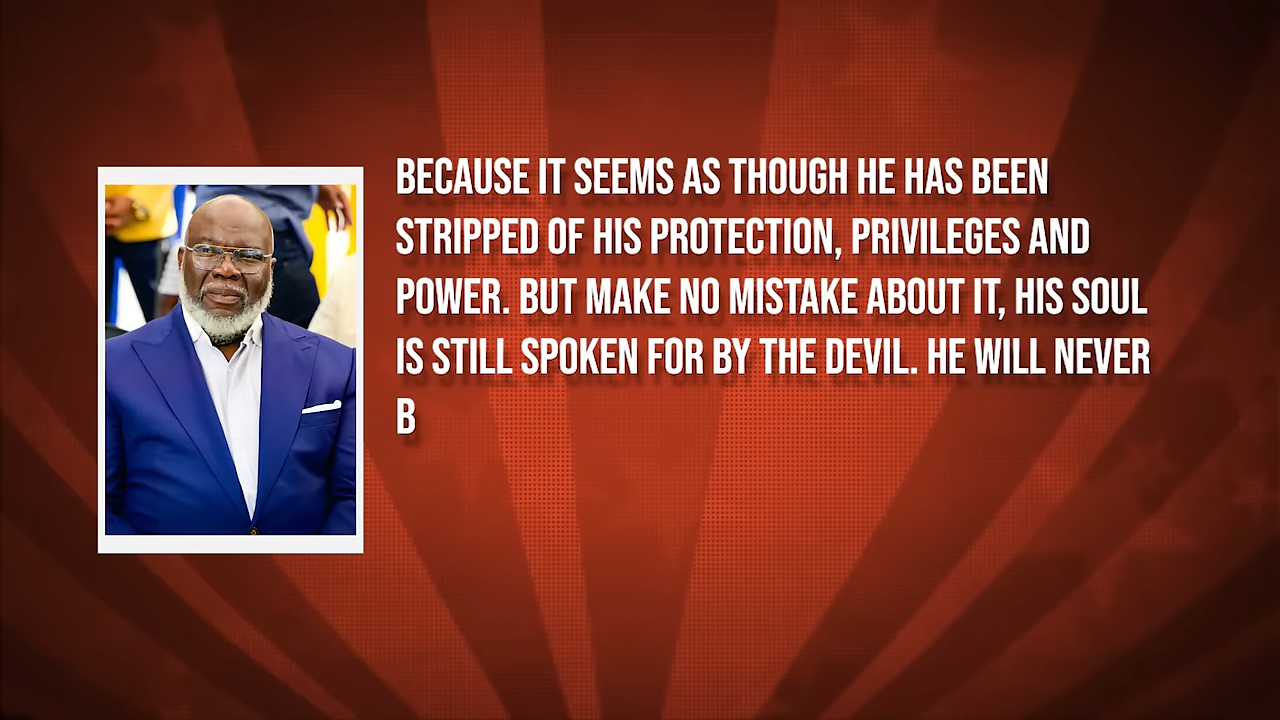 BECAUSE IT SEEMS AS THOUGH HE HAS BEEN
STRIPPED OF HIS PROTECTION, PRIVILEGES AND
POWER. BUT MAKE NO MISTAKE ABOUT IT, HIS SOUL
IS STILL SPOKEN FOR BY THE DEVIL. HE WILL NEVER
B